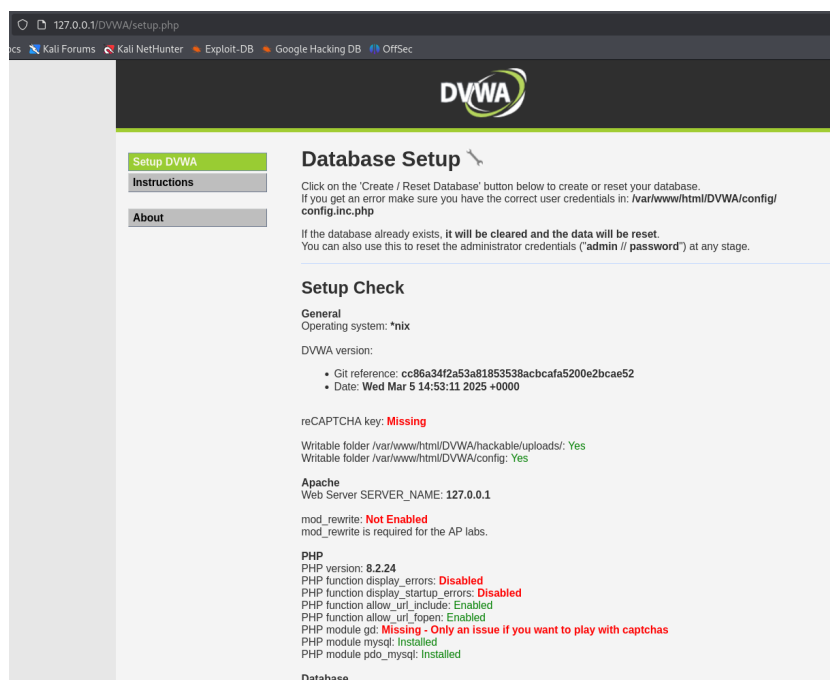 127.0.0.1/DVWA/setup.php
ocs Kali Forums Kali NetHunter Exploit-DB Google Hacking DB OffSec
DVWA
Setup DVWA
Instructions
About
Database Setup
Click on the 'Create / Reset Database' button below to create or reset your database.
If you get an error make sure you have the correct user credentials in: /var/www/html/DVWA/config/
config.inc.php
If the database already exists, it will be cleared and the data will be reset.
You can also use this to reset the administrator credentials ("admin // password") at any stage.
Setup Check
General
Operating system: *nix
DVWA version:
• Git reference: cc86a34f2a53a81853538acbcafa5200e2bcae52
• Date: Wed Mar 5 14:53:11 2025 +0000
reCAPTCHA key: Missing
Writable folder /var/www/html/DVWA/hackable/uploads/: Yes
Writable folder /var/www/html/DVWA/config: Yes
Apache
Web Server SERVER_NAME: 127.0.0.1
mod_rewrite: Not Enabled
mod_rewrite is required for the AP labs.
PHP
PHP version: 8.2.24
PHP function display_errors: Disabled
PHP function display_startup_errors: Disabled
PHP function allow_url_include: Enabled
PHP function allow_url_fopen: Enabled
PHP module gd: Missing - Only an issue if you want to play with captchas
PHP module mysql: Installed
PHP module pdo_mysql: Installed
Database